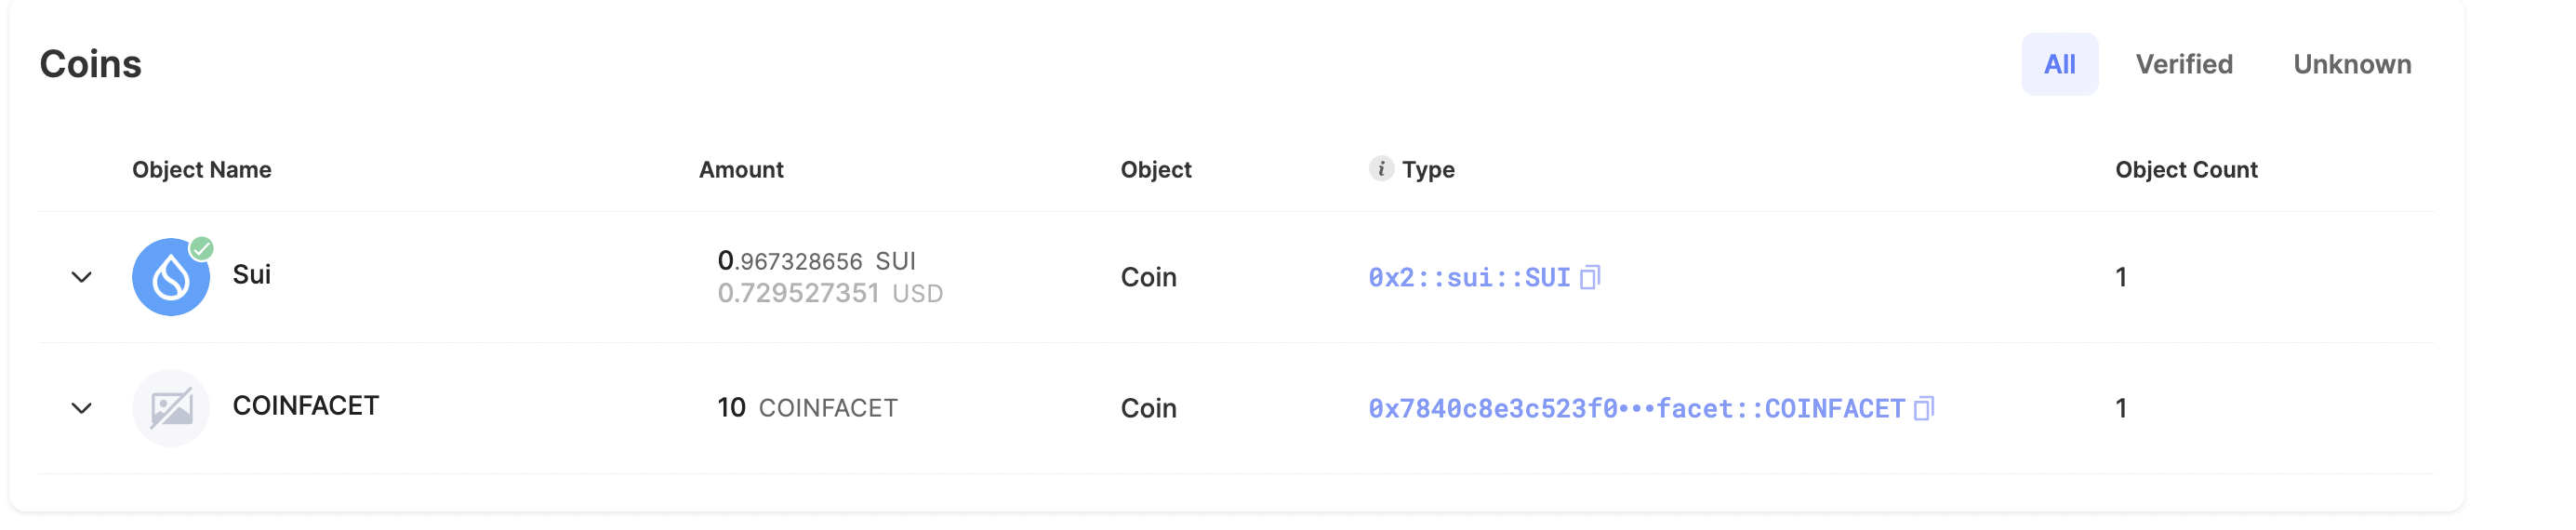 Coins
All Verified Unknown
Object Name Amount Object i Type Object Count
Sui 0.967328656 SUI Coin 0x2::sui::SUI 1
0.729527351 USD
COINFACET 10 COINFACET Coin 0x7840c8e3c523f0•••facet::COINFACET 1